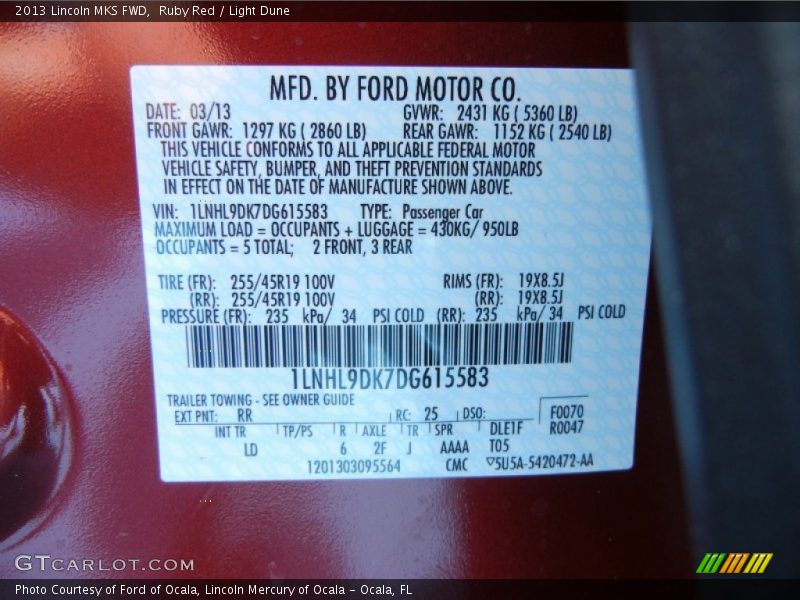 2013 Lincoln MKS FWD,  Ruby Red / Light Dune
MFD. BY FORD MOTOR CO.
DATE: 03/13 GVWR: 2431 KG ( 5360 LB)
FRONT GAWR: 1297 KG ( 2860 LB) REAR GAWR: 1152 KG ( 2540 LB)
THIS VEHICLE CONFORMS TO ALL APPLICABLE FEDERAL MOTOR
VEHICLE SAFETY, BUMPER, AND THEFT PREVENTION STANDARDS
IN EFFECT ON THE DATE OF MANUFACTURE SHOWN ABOVE.
VIN: 1LNHL9DK7DG615583 TYPE: Passenger Car
MAXIMUM LOAD = OCCUPANTS + LUGGAGE = 430KG/ 950LB
OCCUPANTS = 5 TOTAL; 2 FRONT, 3 REAR
TIRE (FR): 255/45R19 100V RIMS (FR): 19X8.5J
(RR): 255/45R19 100V (RR): 19X8.5J
PRESSURE (FR): 235 kPa/ 34 PSI COLD (RR): 235 kPa/ 34 PSI COLD
1LNHL9DK7DG615583
TRAILER TOWING - SEE OWNER GUIDE
EXT PNT: RR RC: 25 DSO: F0070
INT TR TP/PS R AXLE TR SPR DLE1F R0047
LD 6 2F J AAAA T05
1201303095564 CMC ▽5U5A-5420472-AA
GTCARLOT.COM
Photo Courtesy of Ford of Ocala, Lincoln Mercury of Ocala – Ocala, FL